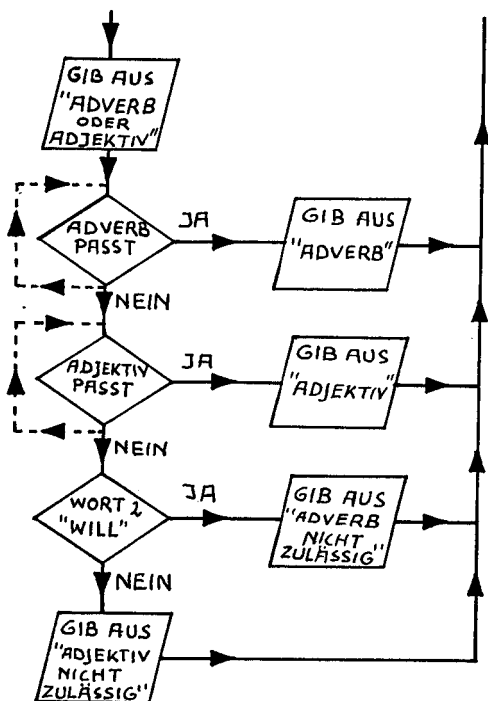 GIB AUS
"ADVERB
ODER
ADJEKTIV"
ADVERB
PASST
JA
GIB AUS
"ADVERB"
NEIN
ADJEKTIV
PASST
JA
GIB AUS
"ADJEKTIV"
NEIN
WORT 2
"WILL"
JA
GIB AUS
"ADVERB
NICHT
ZULÄSSIG"
NEIN
GIB AUS
"ADJEKTIV
NICHT
ZULÄSSIG"